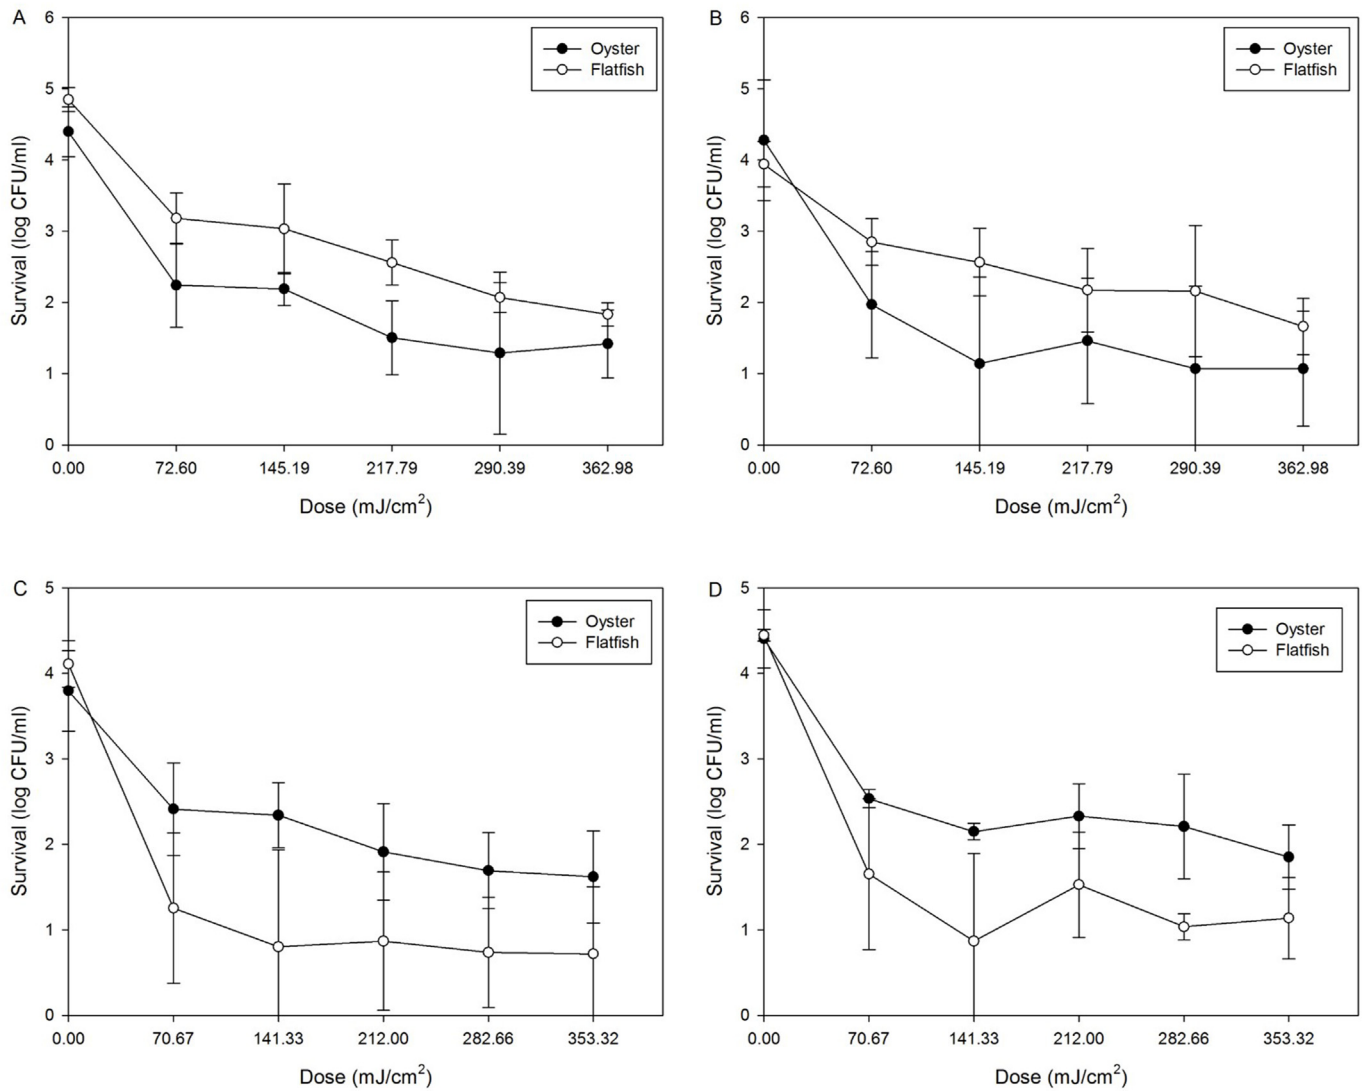 A
6
5
4
3
2
1
0
Survival (log CFU/ml)
Oyster
Flatfish
0.00 72.60 145.19 217.79 290.39 362.98
Dose (mJ/cm²)
B
6
5
4
3
2
1
0
Survival (log CFU/ml)
Oyster
Flatfish
0.00 72.60 145.19 217.79 290.39 362.98
Dose (mJ/cm²)
C
5
4
3
2
1
0
Survival (log CFU/ml)
Oyster
Flatfish
0.00 70.67 141.33 212.00 282.66 353.32
Dose (mJ/cm²)
D
5
4
3
2
1
0
Survival (log CFU/ml)
Oyster
Flatfish
0.00 70.67 141.33 212.00 282.66 353.32
Dose (mJ/cm²)